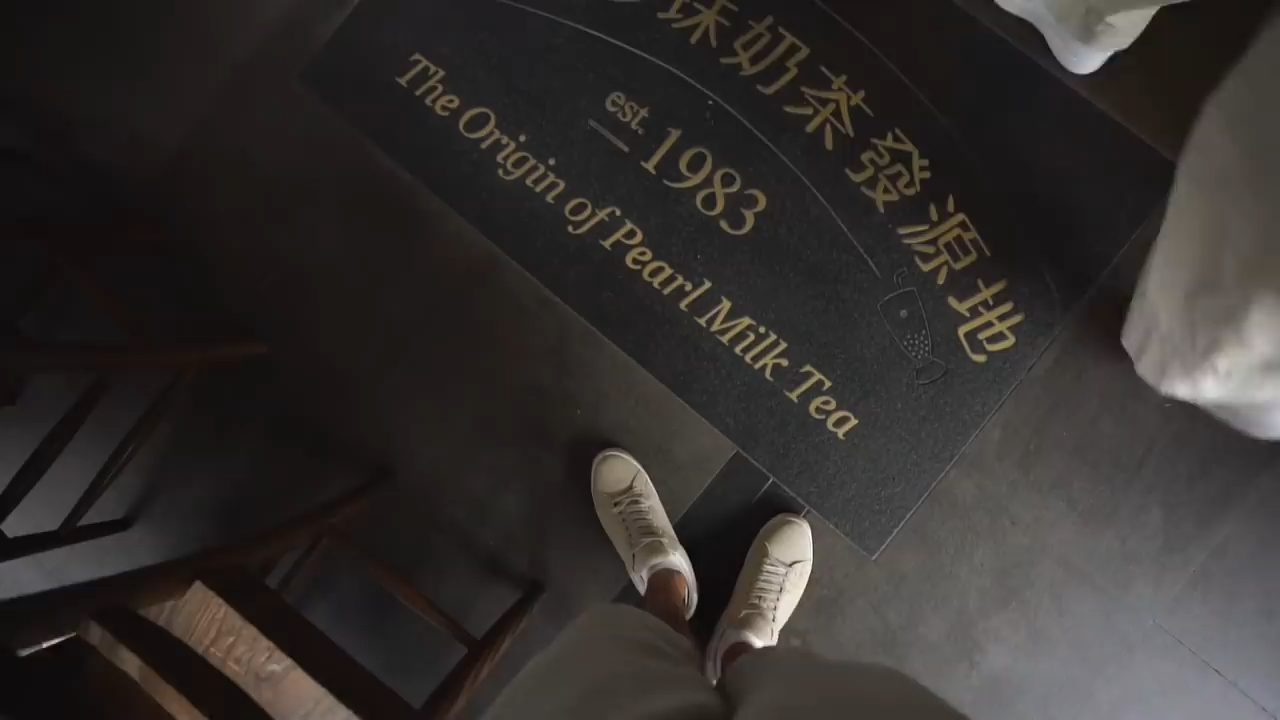 珠奶茶發源地
est. 1983
The Origin of Pearl Milk Tea